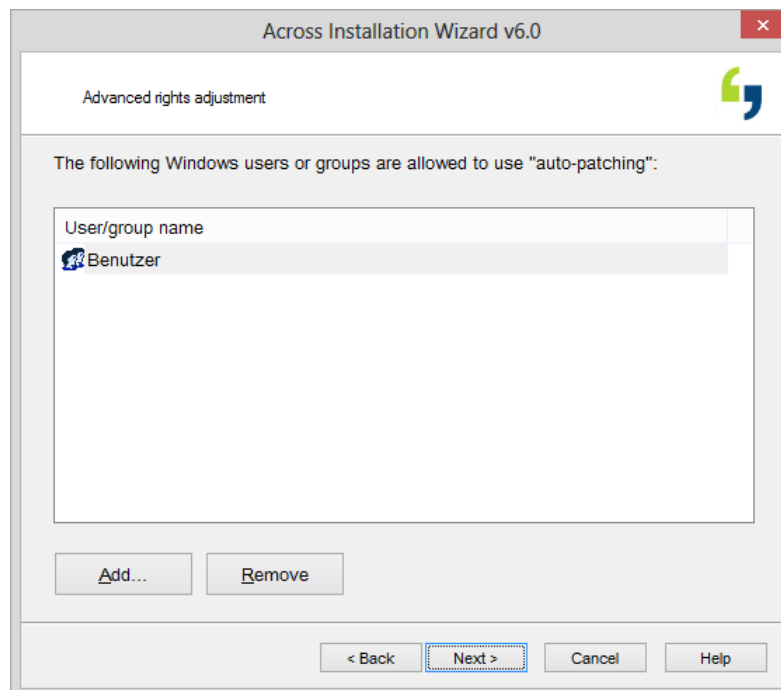 Across Installation Wizard v6.0
Advanced rights adjustment
The following Windows users or groups are allowed to use "auto-patching":
User/group name
Benutzer
Add...
Remove
< Back
Next >
Cancel
Help